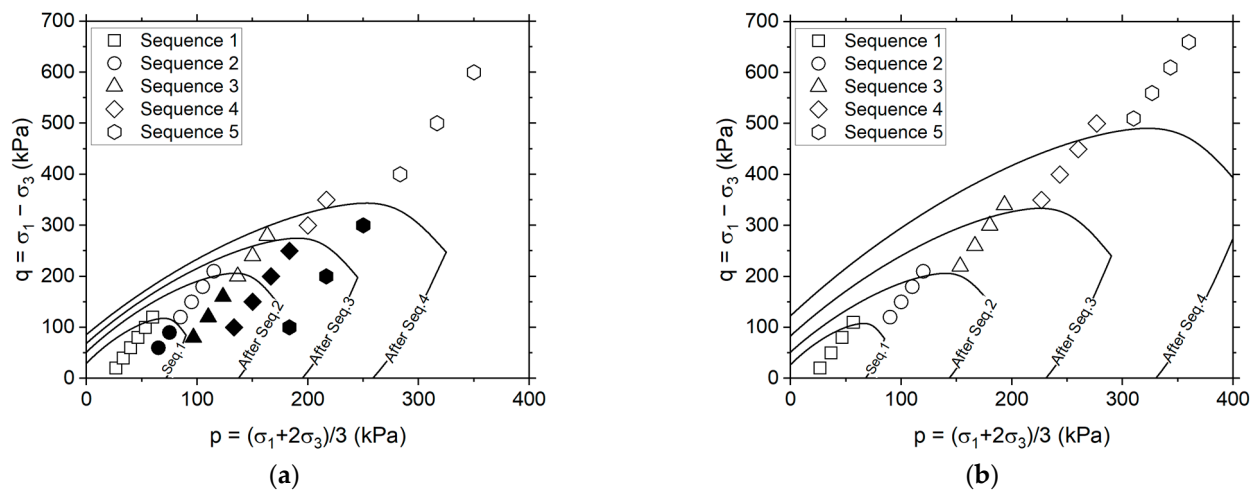 700
600
500
400
300
200
100
0
q = σ1 − σ3 (kPa)
Sequence 1
Sequence 2
Sequence 3
Sequence 4
Sequence 5
Seq.1
After Seq.2
After Seq.3
After Seq.4
0 100 200 300 400
p = (σ1+2σ3)/3 (kPa)
(a)
700
600
500
400
300
200
100
0
q = σ1 − σ3 (kPa)
Sequence 1
Sequence 2
Sequence 3
Sequence 4
Sequence 5
Seq.1
After Seq.2
After Seq.3
After Seq.4
0 100 200 300 400
p = (σ1+2σ3)/3 (kPa)
(b)